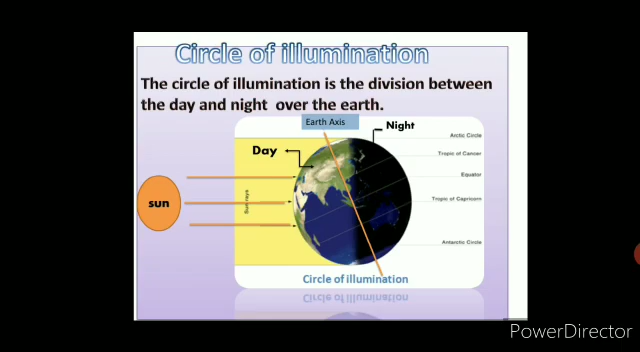 Circle of illumination
The circle of illumination is the division between
the day and night over the earth.
Earth Axis
Night
Day
Arctic Circle
Tropic of Cancer
Equator
Tropic of Capricorn
Antarctic Circle
Sun rays
sun
Circle of illumination
PowerDirector